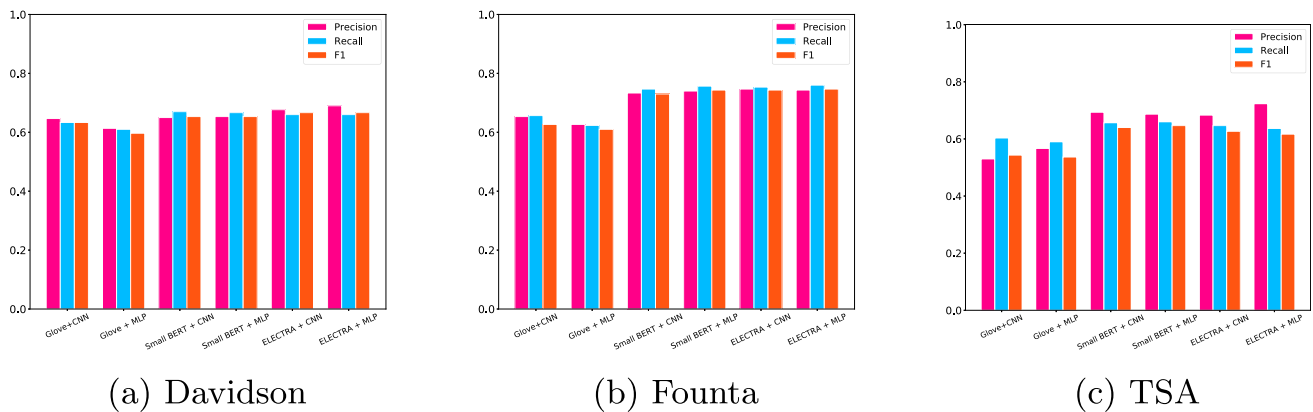 1.0
0.8
0.6
0.4
0.2
0.0
Precision
Recall
F1
Glove+CNN
Glove + MLP
Small BERT + CNN
Small BERT + MLP
ELECTRA + CNN
ELECTRA + MLP
(a) Davidson
1.0
0.8
0.6
0.4
0.2
0.0
Precision
Recall
F1
Glove+CNN
Glove + MLP
Small BERT + CNN
Small BERT + MLP
ELECTRA + CNN
ELECTRA + MLP
(b) Founta
1.0
0.8
0.6
0.4
0.2
0.0
Precision
Recall
F1
Glove+CNN
Glove + MLP
Small BERT + CNN
Small BERT + MLP
ELECTRA + CNN
ELECTRA + MLP
(c) TSA